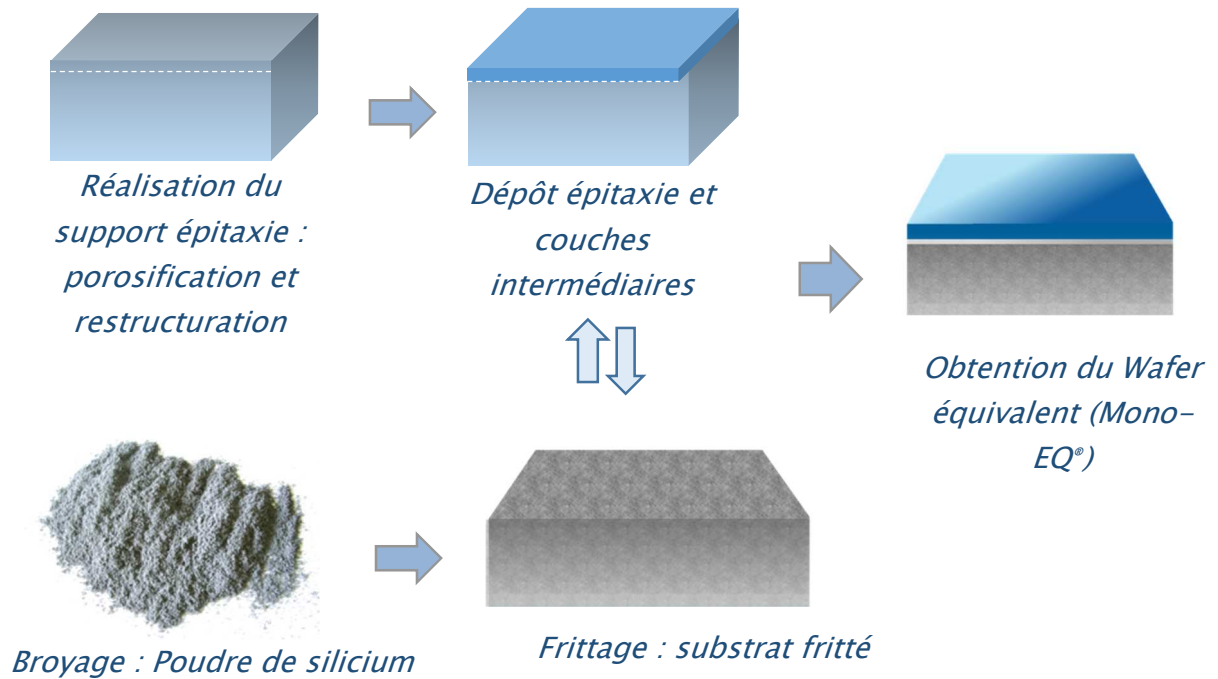 Réalisation du
support épitaxie :
porosification et
restructuration
Dépôt épitaxie et
couches
intermédiaires
Obtention du Wafer
équivalent (Mono-
EQ®)
Broyage : Poudre de silicium
Frittage : substrat fritté